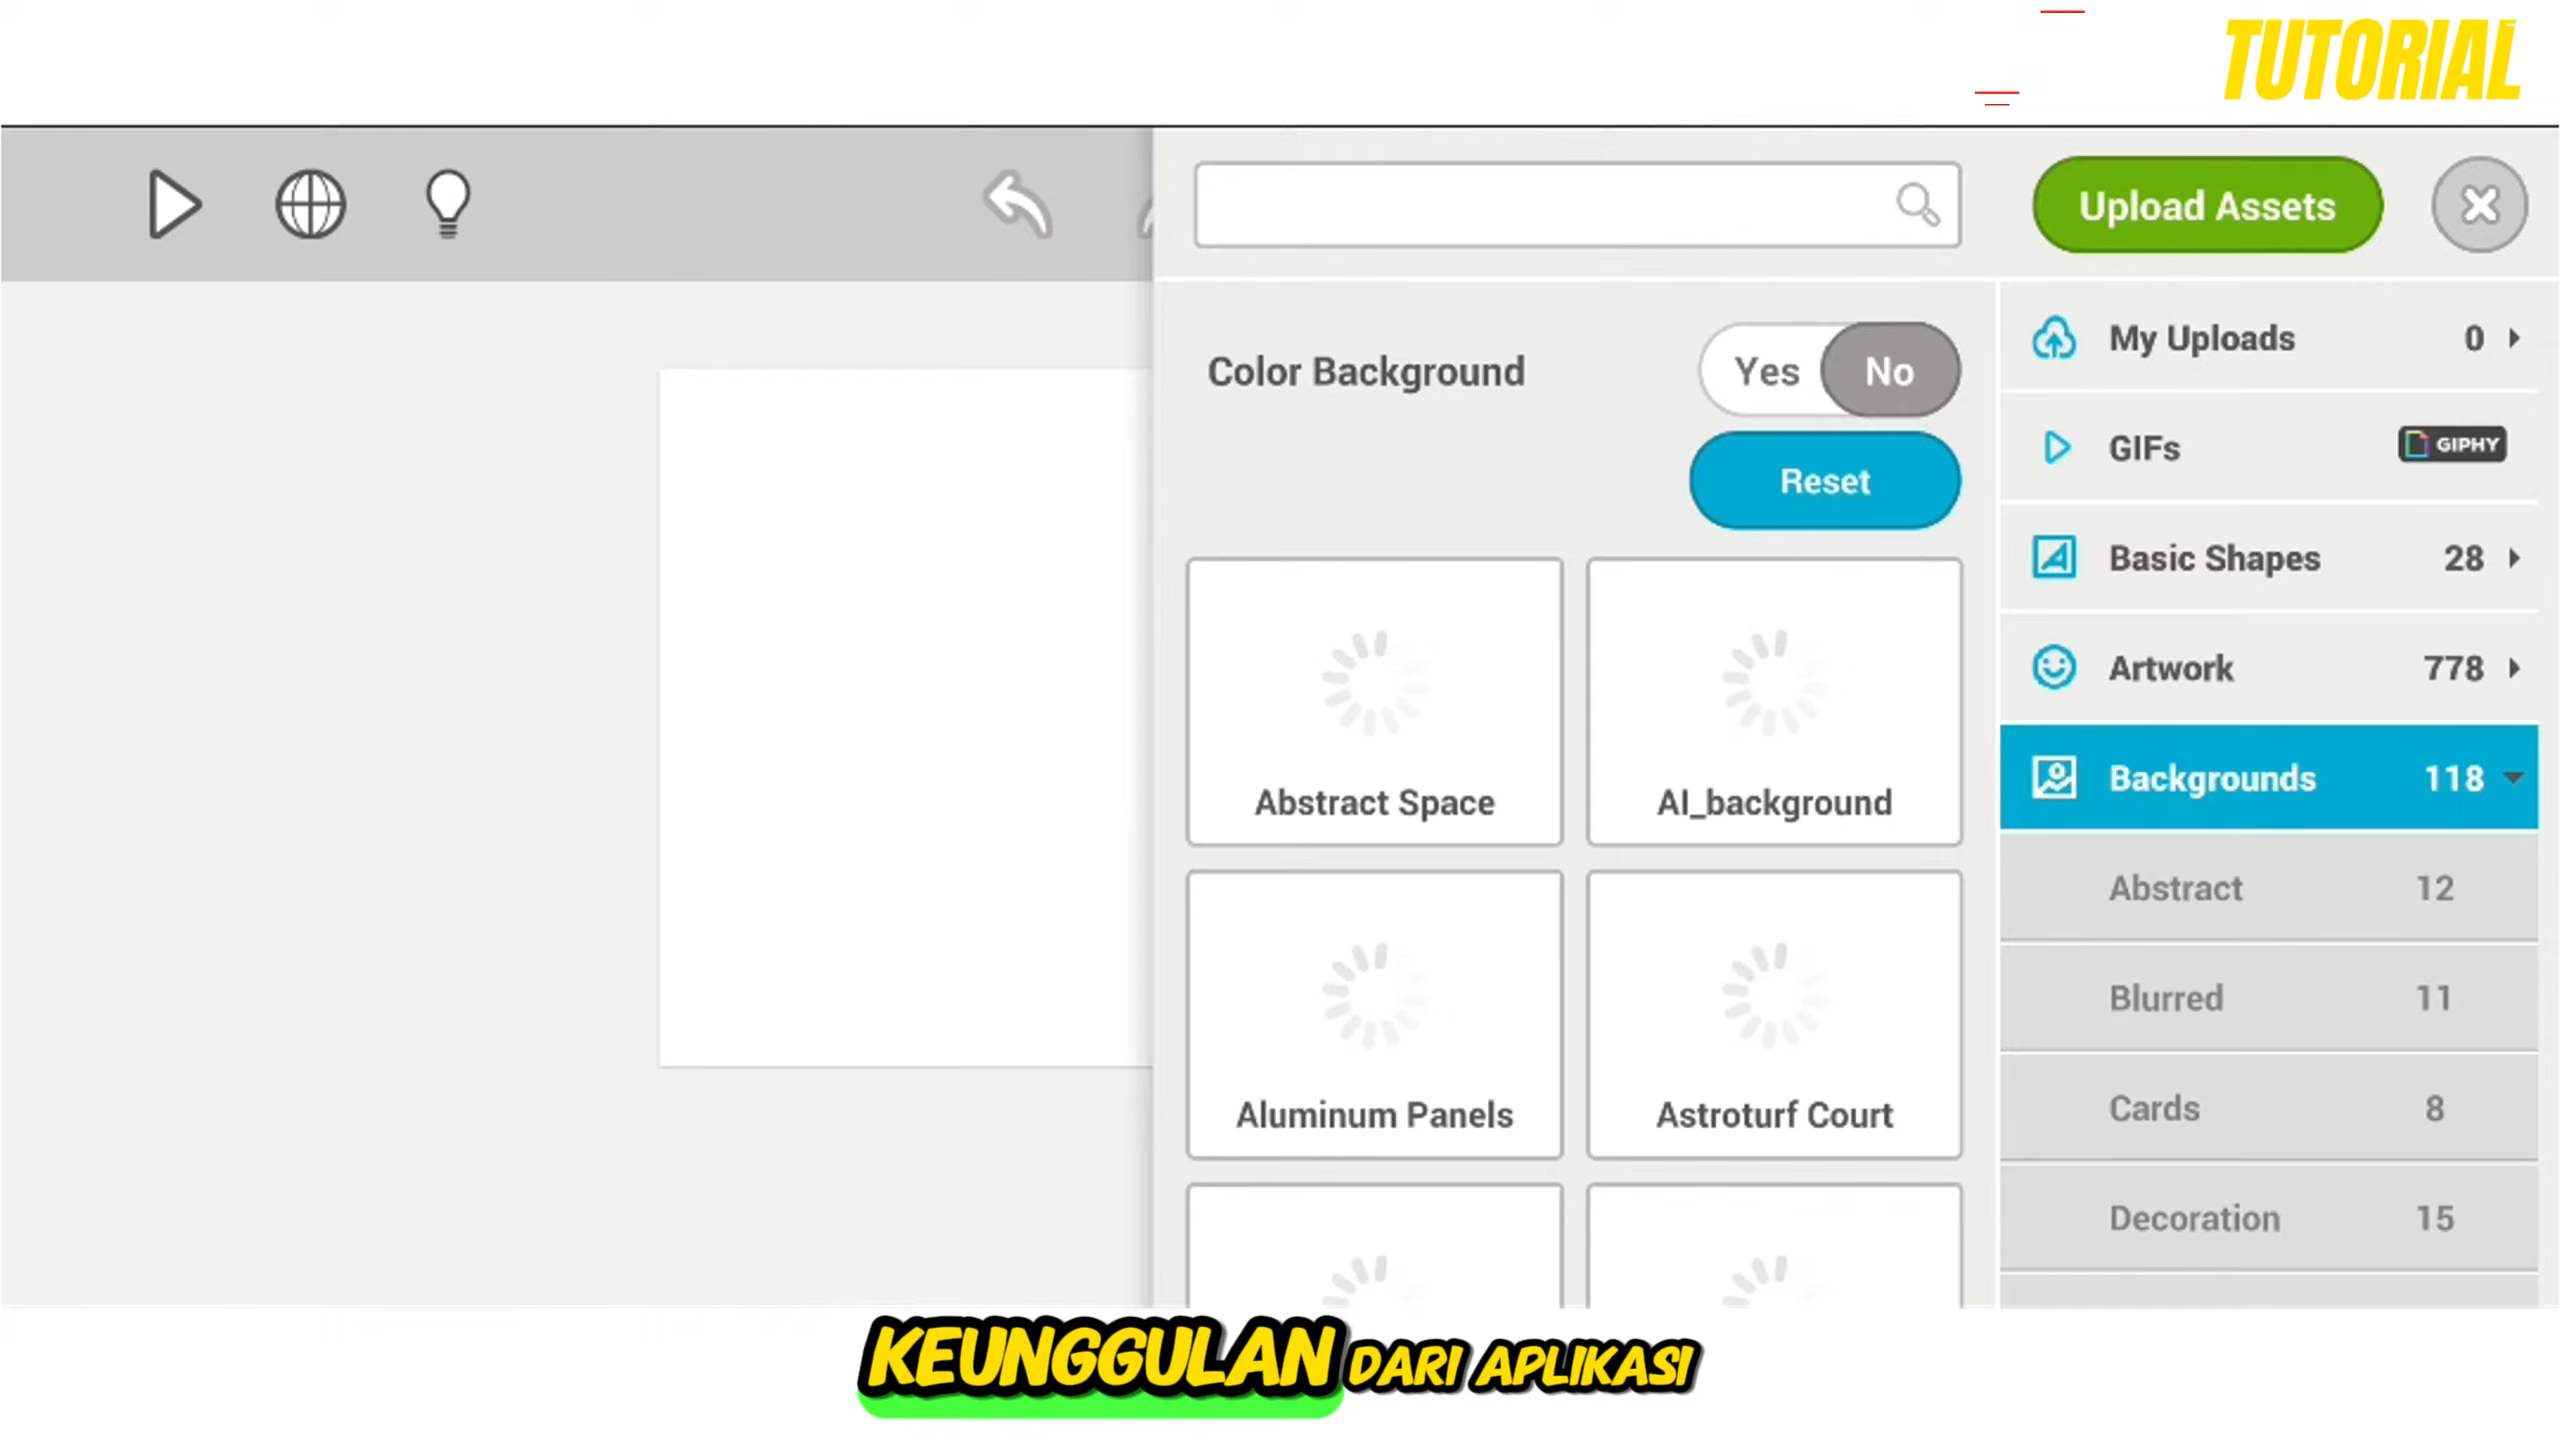 TUTORIAL
Upload Assets
Color Background
Yes
No
Reset
Abstract Space
AI_background
Aluminum Panels
Astroturf Court
My Uploads 0
GIFs GIPHY
Basic Shapes 28
Artwork 778
Backgrounds 118
Abstract 12
Blurred 11
Cards 8
Decoration 15
KEUNGGULAN DARI APLIKASI